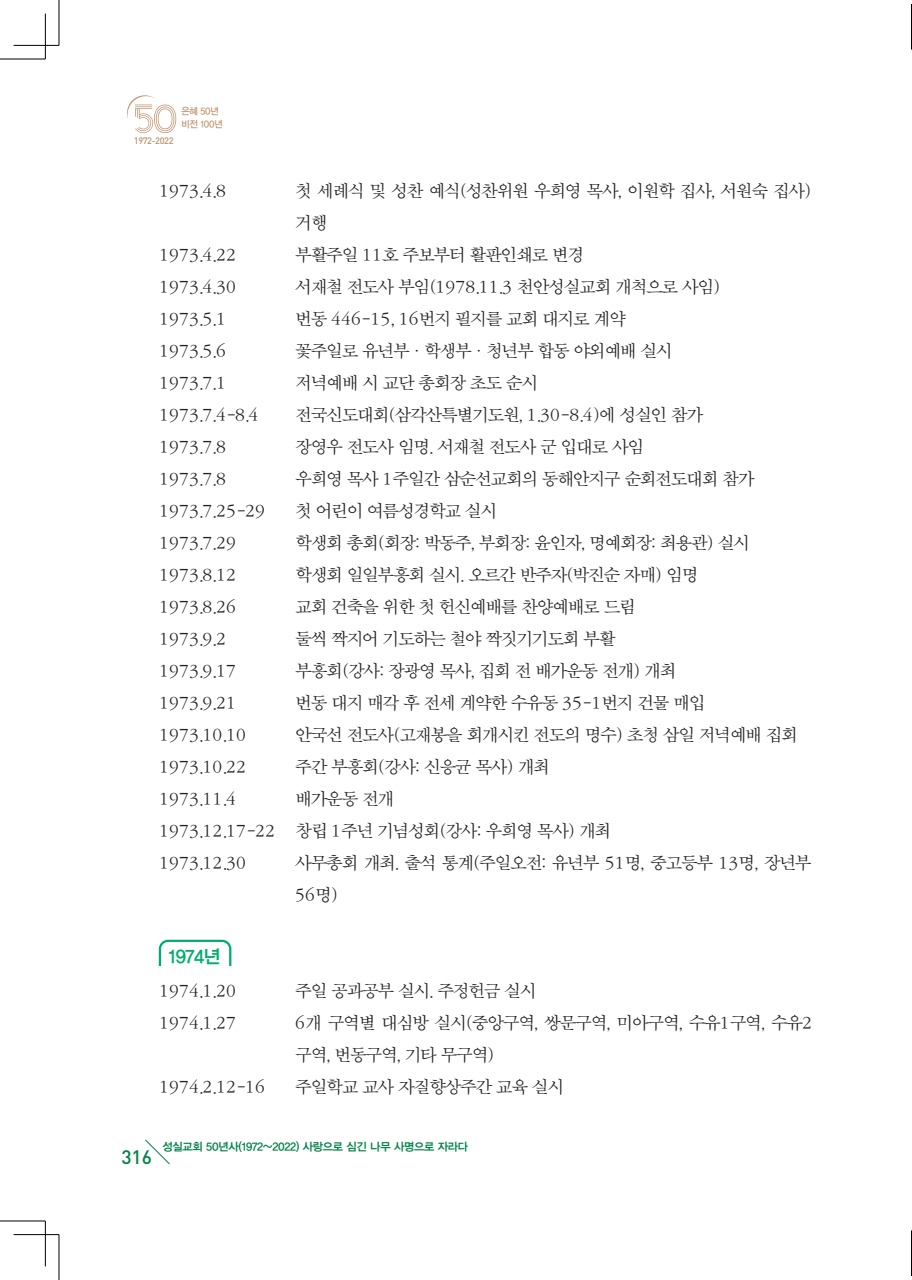 50 은혜 50년
비전 100년
1972-2022
1973.4.8 첫 세례식 및 성찬 예식(성찬위원 우희영 목사, 이원학 집사, 서원숙 집사)
거행
1973.4.22 부활주일 11호 주보부터 활판인쇄로 변경
1973.4.30 서재철 전도사 부임(1978.11.3 천안성실교회 개척으로 사임)
1973.5.1 번동 446-15, 16번지 필지를 교회 대지로 계약
1973.5.6 꽃주일로 유년부 · 학생부 · 청년부 합동 야외예배 실시
1973.7.1 저녁예배 시 교단 총회장 초도 순시
1973.7.4-8.4 전국신도대회(삼각산특별기도원, 1.30-8.4)에 성실인 참가
1973.7.8 장영우 전도사 임명. 서재철 전도사 군 입대로 사임
1973.7.8 우희영 목사 1주일간 삼순선교회의 동해안지구 순회전도대회 참가
1973.7.25-29 첫 어린이 여름성경학교 실시
1973.7.29 학생회 총회(회장: 박동주, 부회장: 윤인자, 명예회장: 최용관) 실시
1973.8.12 학생회 일일부흥회 실시. 오르간 반주자(박진순 자매) 임명
1973.8.26 교회 건축을 위한 첫 헌신예배를 찬양예배로 드림
1973.9.2 둘씩 짝지어 기도하는 철야 짝짓기기도회 부활
1973.9.17 부흥회(강사: 장광영 목사, 집회 전 배가운동 전개) 개최
1973.9.21 번동 대지 매각 후 전세 계약한 수유동 35-1번지 건물 매입
1973.10.10 안국선 전도사(고재봉을 회개시킨 전도의 명수) 초청 삼일 저녁예배 집회
1973.10.22 주간 부흥회(강사: 신응균 목사) 개최
1973.11.4 배가운동 전개
1973.12.17-22 창립 1주년 기념성회(강사: 우희영 목사) 개최
1973.12.30 사무총회 개최. 출석 통계(주일오전: 유년부 51명, 중고등부 13명, 장년부
56명)
1974년
1974.1.20 주일 공과공부 실시. 주정헌금 실시
1974.1.27 6개 구역별 대심방 실시(중앙구역, 쌍문구역, 미아구역, 수유1구역, 수유2
구역, 번동구역, 기타 무구역)
1974.2.12-16 주일학교 교사 자질향상주간 교육 실시
316 성실교회 50년사(1972~2022) 사랑으로 심긴 나무 사명으로 자라다